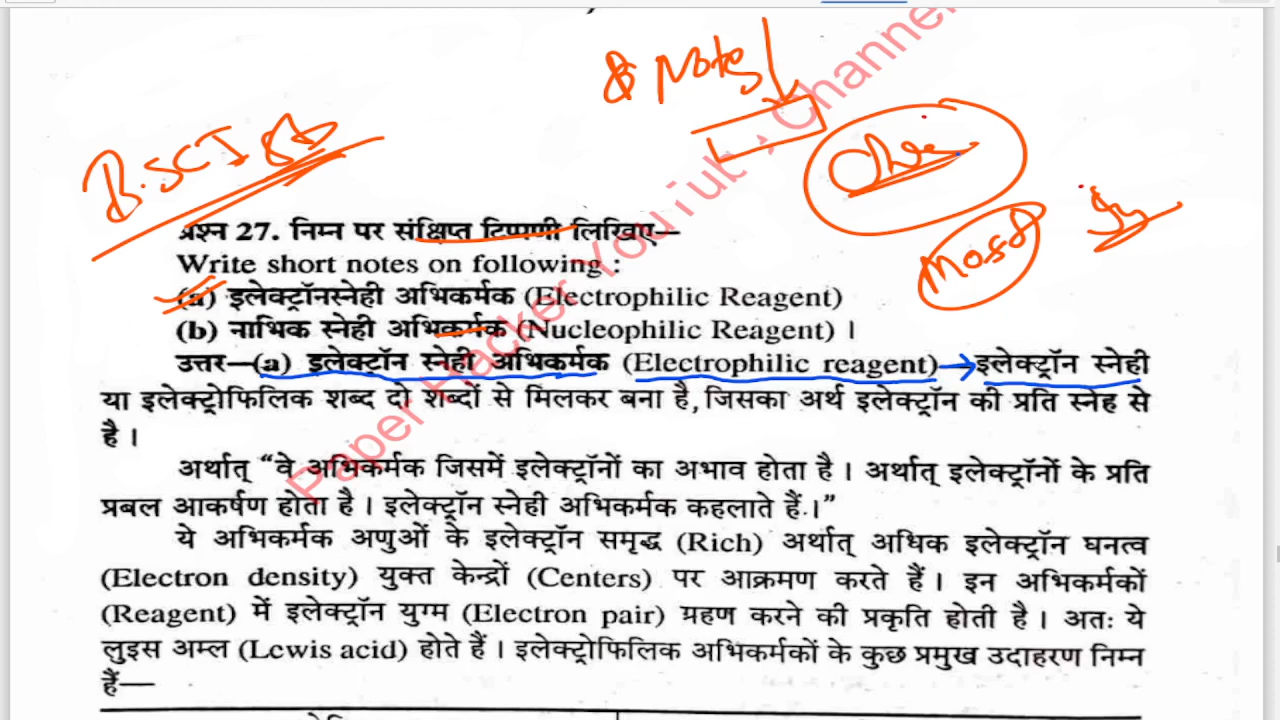 & Notes
B.SC I
Most
प्रश्न 27. निम्न पर संक्षिप्त टिप्पणी लिखिए—
Write short notes on following :
(a) इलेक्ट्रॉनस्नेही अभिकर्मक (Electrophilic Reagent)
(b) नाभिक स्नेही अभिकर्मक (Nucleophilic Reagent) ।
उत्तर—(a) इलेक्ट्रॉन स्नेही अभिकर्मक (Electrophilic reagent)—इलेक्ट्रॉन स्नेही
या इलेक्ट्रोफिलिक शब्द दो शब्दों से मिलकर बना है, जिसका अर्थ इलेक्ट्रॉन की प्रति स्नेह से
है ।
अर्थात् “वे अभिकर्मक जिसमें इलेक्ट्रॉनों का अभाव होता है । अर्थात् इलेक्ट्रॉनों के प्रति
प्रबल आकर्षण होता है । इलेक्ट्रॉन स्नेही अभिकर्मक कहलाते हैं.।”
ये अभिकर्मक अणुओं के इलेक्ट्रॉन समृद्ध (Rich) अर्थात् अधिक इलेक्ट्रॉन घनत्व
(Electron density) युक्त केन्द्रों (Centers) पर आक्रमण करते हैं । इन अभिकर्मकों
(Reagent) में इलेक्ट्रॉन युग्म (Electron pair) ग्रहण करने की प्रकृति होती है । अतः ये
लुइस अम्ल (Lewis acid) होते हैं । इलेक्ट्रोफिलिक अभिकर्मकों के कुछ प्रमुख उदाहरण निम्न
हैं—
Paper Hacker YouTube : Channel